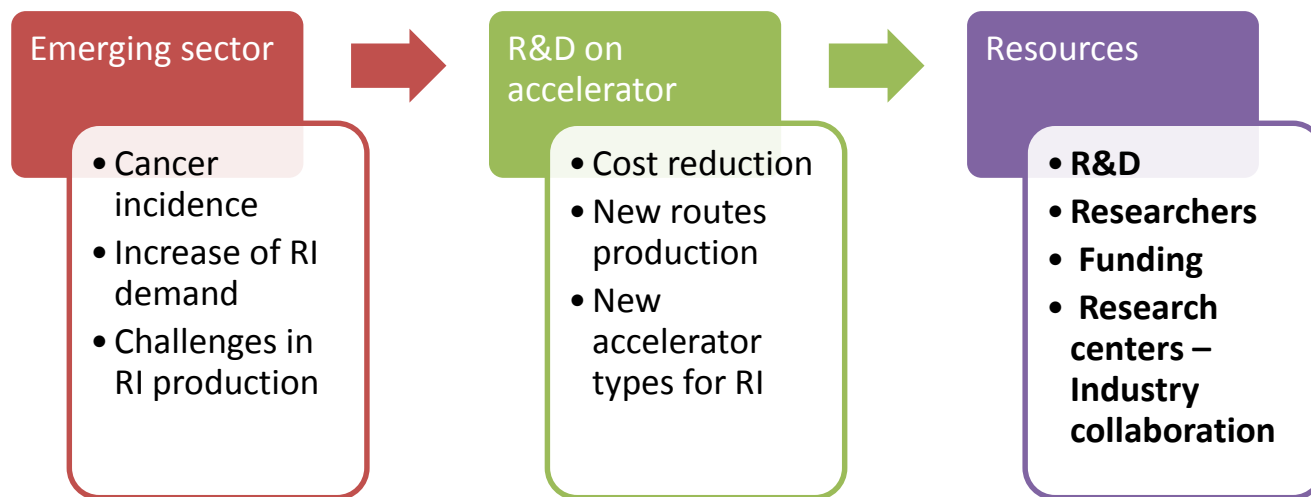 Emerging sector
• Cancer
incidence
• Increase of RI
demand
• Challenges in
RI production
R&D on
accelerator
• Cost reduction
• New routes
production
• New
accelerator
types for RI
Resources
• R&D
• Researchers
• Funding
• Research
centers –
Industry
collaboration